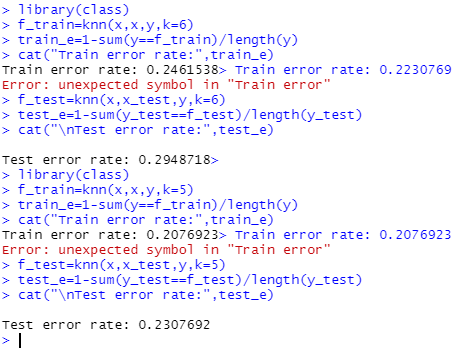 > library(class)
> f_train=knn(x,x,y,k=6)
> train_e=1-sum(y==f_train)/length(y)
> cat("Train error rate:",train_e)
Train error rate: 0.2461538> Train error rate: 0.2230769
Error: unexpected symbol in "Train error"
> f_test=knn(x,x_test,y,k=6)
> test_e=1-sum(y_test==f_test)/length(y_test)
> cat("\nTest error rate:",test_e)

Test error rate: 0.2948718>
> library(class)
> f_train=knn(x,x,y,k=5)
> train_e=1-sum(y==f_train)/length(y)
> cat("Train error rate:",train_e)
Train error rate: 0.2076923> Train error rate: 0.2076923
Error: unexpected symbol in "Train error"
> f_test=knn(x,x_test,y,k=5)
> test_e=1-sum(y_test==f_test)/length(y_test)
> cat("\nTest error rate:",test_e)

Test error rate: 0.2307692
>